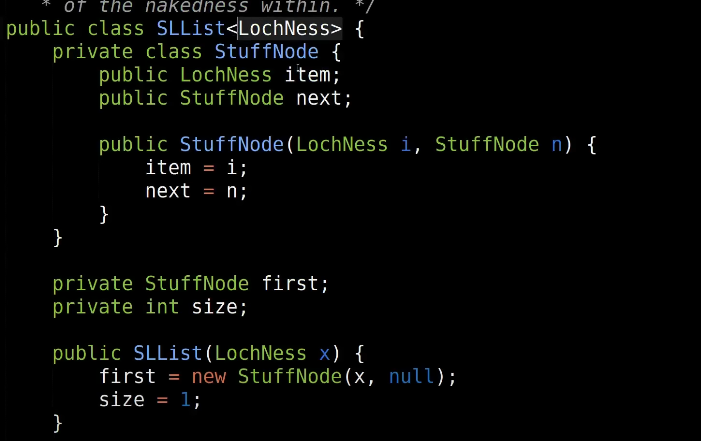 * of the nakedness within. */
public class SLList<LochNess> {
    private class StuffNode {
        public LochNess item;
        public StuffNode next;

        public StuffNode(LochNess i, StuffNode n) {
            item = i;
            next = n;
        }
    }

    private StuffNode first;
    private int size;

    public SLList(LochNess x) {
        first = new StuffNode(x, null);
        size = 1;
    }